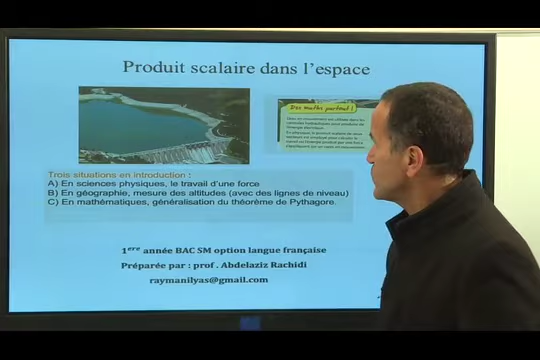 Produit scalaire dans l'espace
Des maths partout !
Trois situations en introduction :
A) En sciences physiques, le travail d'une force
B) En géographie, mesure des altitudes (avec des lignes de niveau)
C) En mathématiques, généralisation du théorème de Pythagore.
1ere année BAC SM option langue française
Préparée par : prof . Abdelaziz Rachidi
raymanilyas@gmail.com